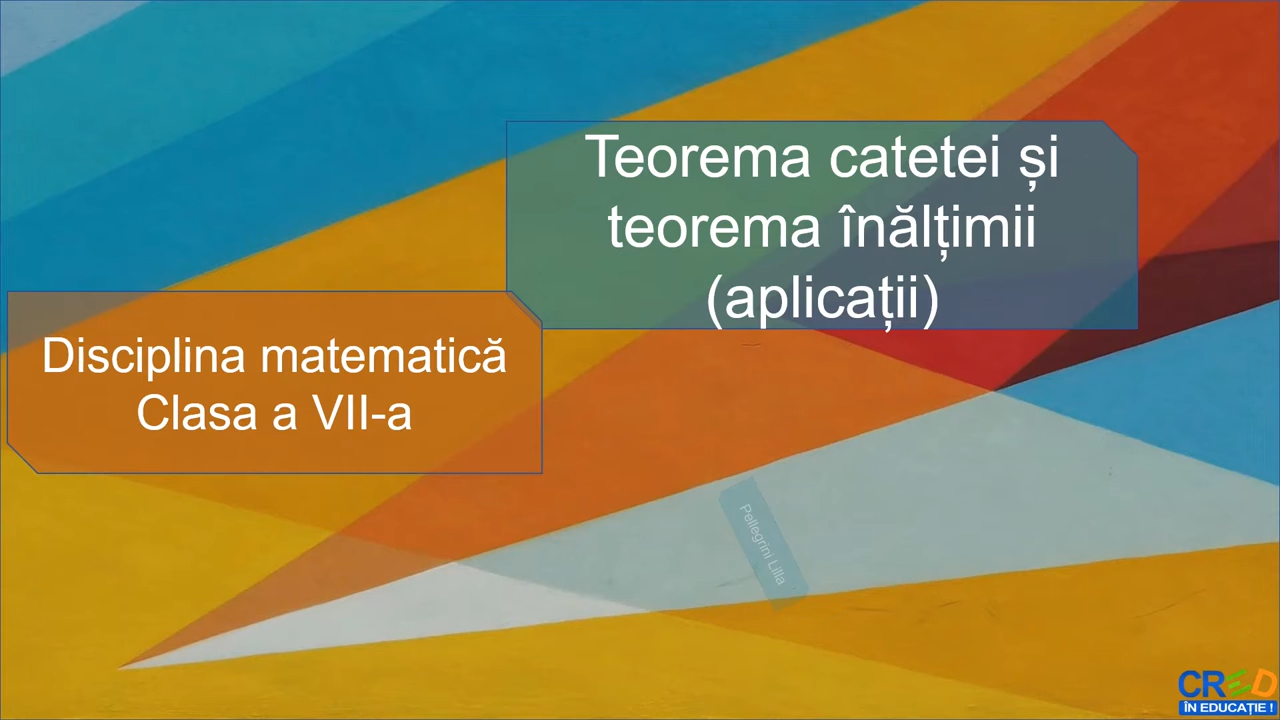 Teorema catetei și
teorema înălțimii
(aplicații)
Disciplina matematică
Clasa a VII-a
Pellegrini Lilla
CRED
ÎN EDUCAȚIE !